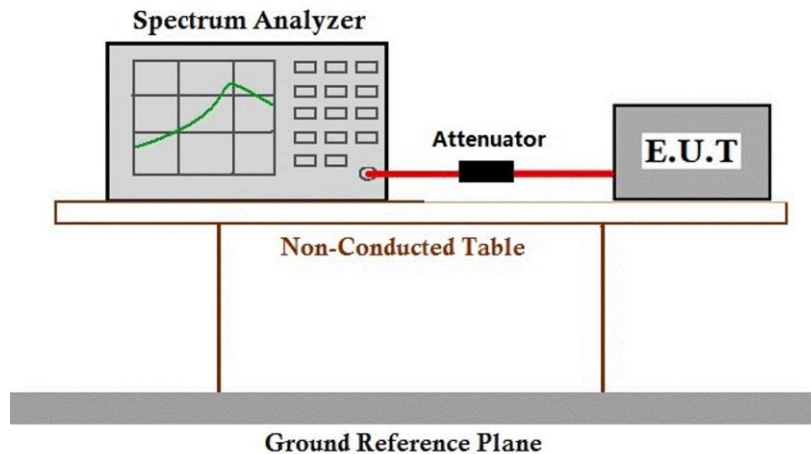 Spectrum Analyzer
Attenuator
E.U.T
Non-Conducted Table
Ground Reference Plane